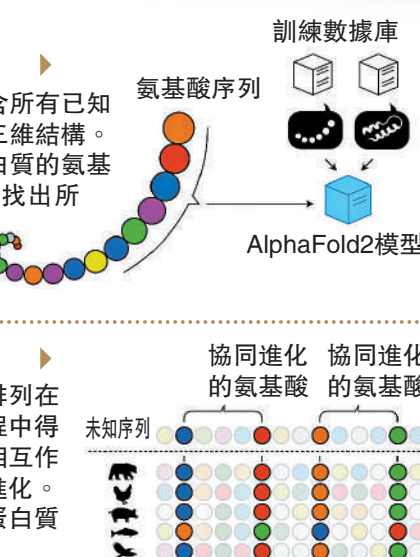 訓練數據庫
氨基酸序列
含所有已知
三維結構。
白質的氨基
找出所
AlphaFold2模型
協同進化 協同進化
的氨基酸 的氨基酸
排列在
程中得
相互作
進化。
蛋白質
未知序列